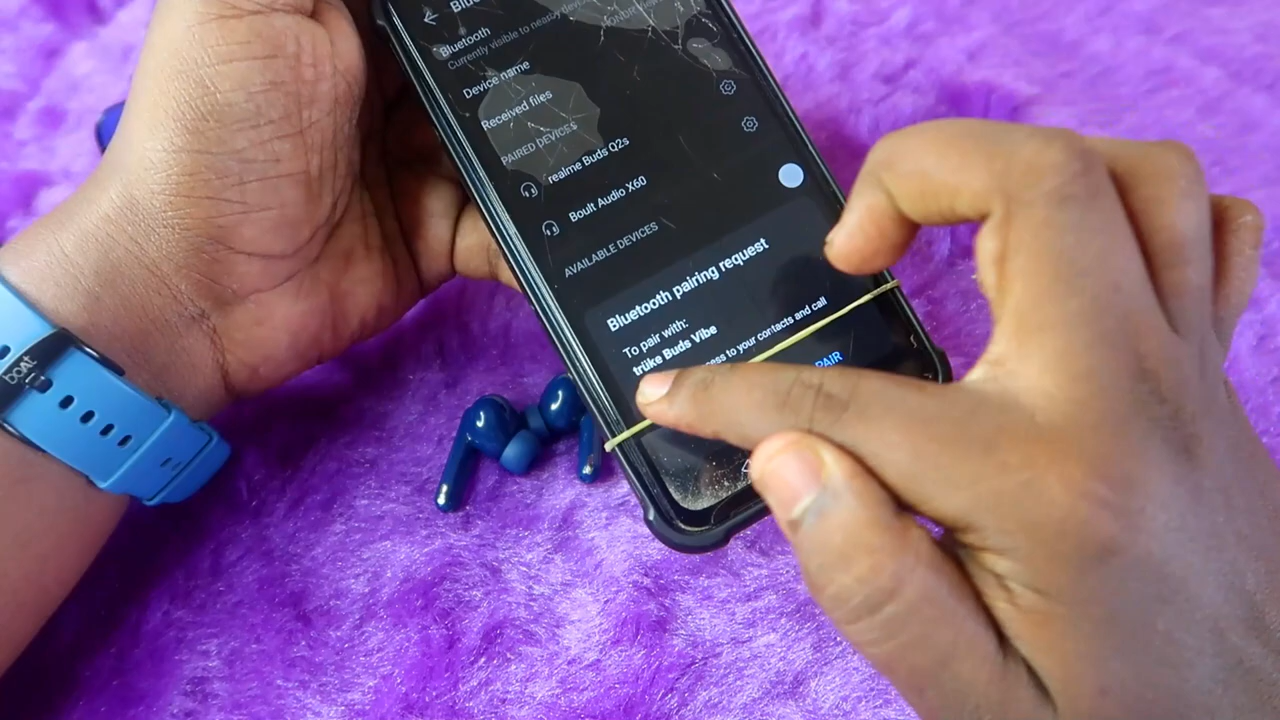 Bluetooth
Currently visible to nearby devices
Device name
Received files
PAIRED DEVICES
realme Buds Q2s
Boult Audio X60
AVAILABLE DEVICES
Bluetooth pairing request
To pair with:
trüke Buds Vibe
to your contacts and call
PAIR
boAt